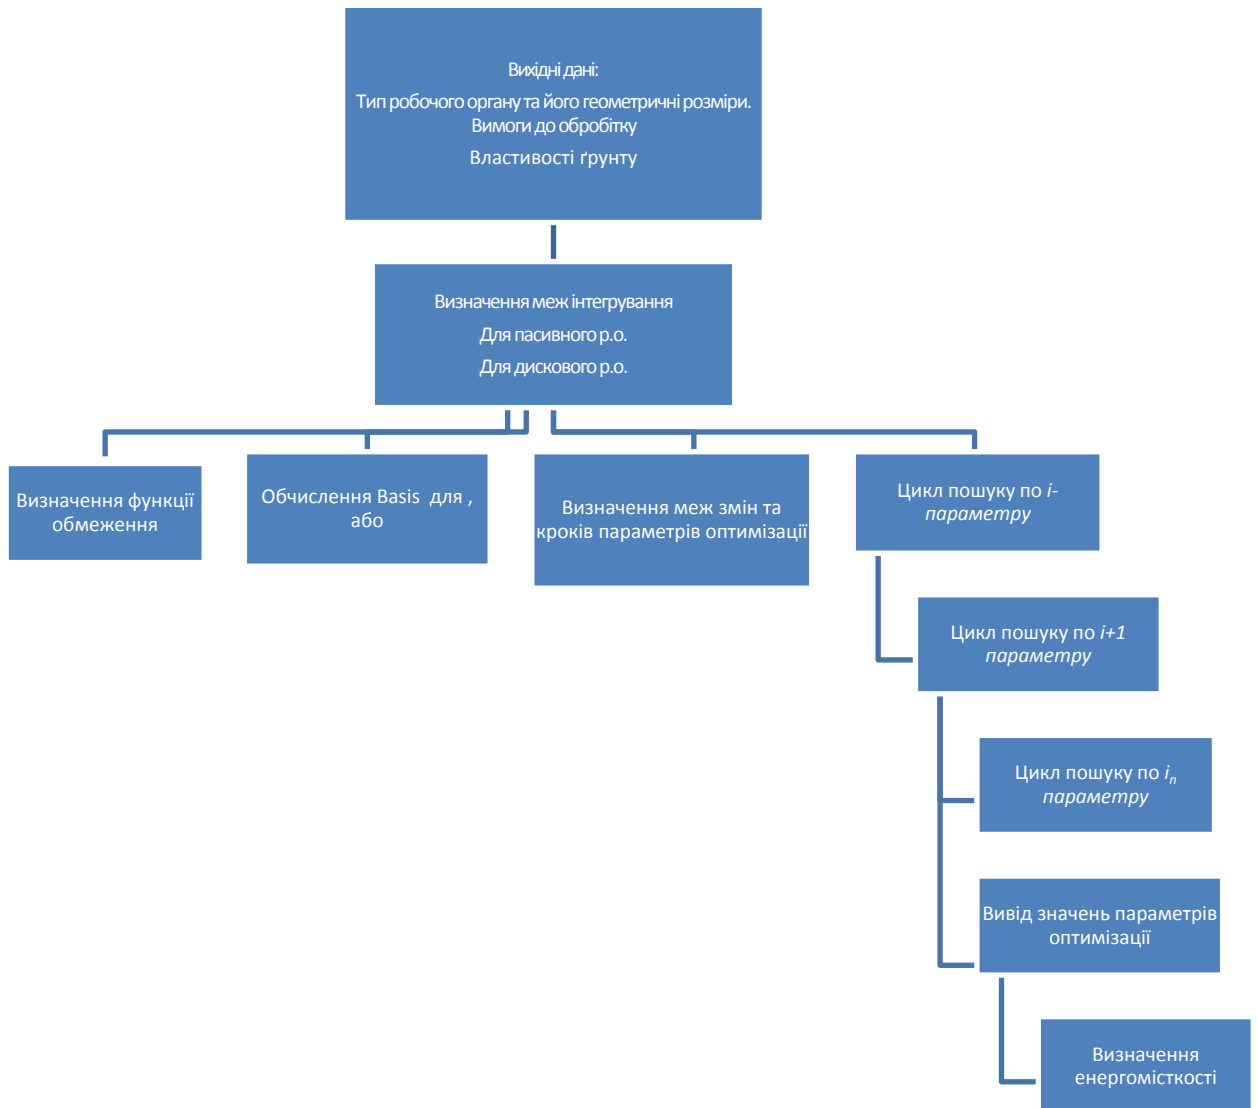 Вихідні дані:
Тип робочого органу та його геометричні розміри.
Вимоги до обробітку
Властивості ґрунту
Визначення меж інтегрування
Для пасивного р.о.
Для дискового р.о.
Визначення функції
обмеження
Обчислення Basis для ,
або
Визначення меж змін та
кроків параметрів оптимізації
Цикл пошуку по i-
параметру
Цикл пошуку по i+1
параметру
Цикл пошуку по iₙ
параметру
Вивід значень параметрів
оптимізації
Визначення
енергомісткості